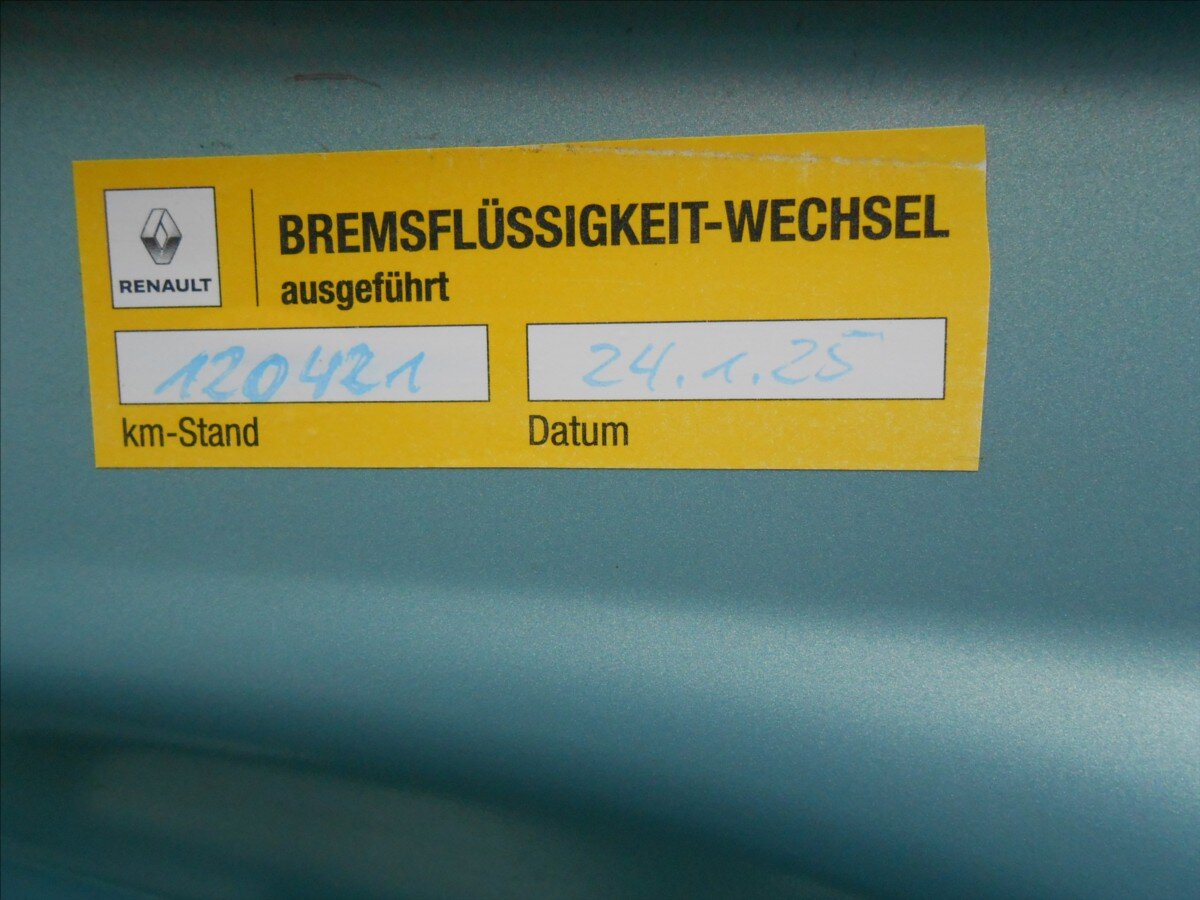 RENAULT
BREMSFLÜSSIGKEIT-WECHSEL
ausgeführt
120421
24.1.25
km-Stand
Datum